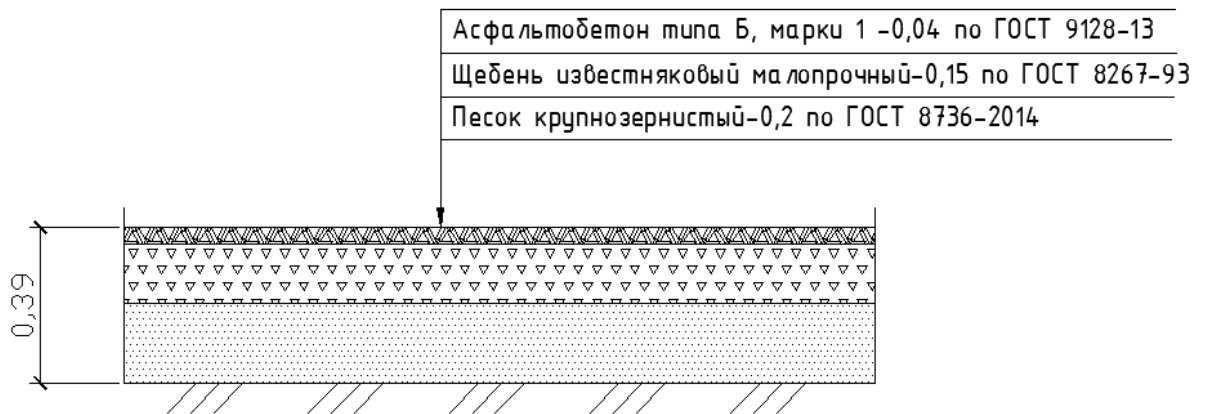 Асфальтобетон типа Б, марки 1 -0,04 по ГОСТ 9128-13
Щебень известняковый малопрочный-0,15 по ГОСТ 8267-93
Песок крупнозернистый-0,2 по ГОСТ 8736-2014
0,39